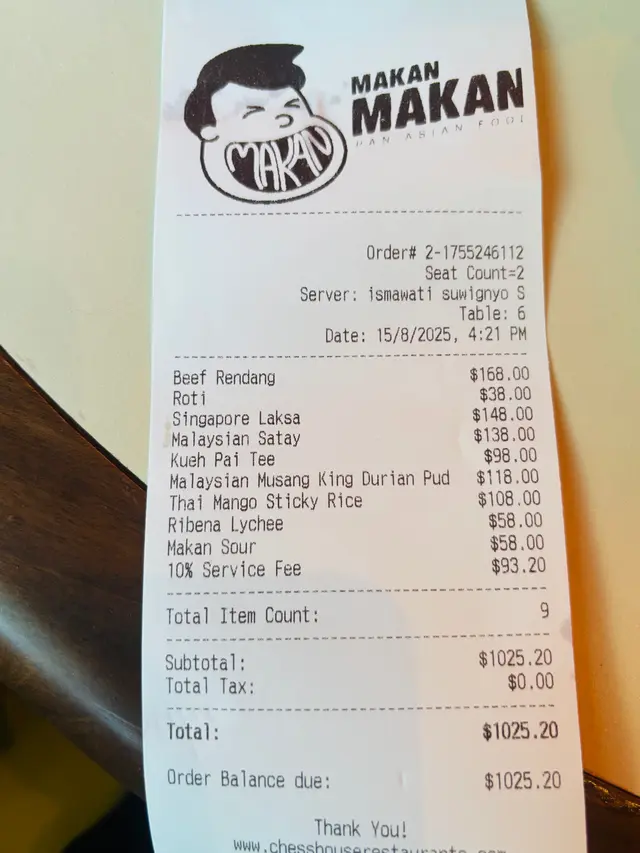 MAKAN
MAKAN
MAKAN
PAN ASIAN FOOD
Order# 2-1755246112
Seat Count=2
Server: ismawati suwignyo S
Table: 6
Date: 15/8/2025, 4:21 PM
Beef Rendang $168.00
Roti $38.00
Singapore Laksa $148.00
Malaysian Satay $138.00
Kueh Pai Tee $98.00
Malaysian Musang King Durian Pud $118.00
Thai Mango Sticky Rice $108.00
Ribena Lychee $58.00
Makan Sour $58.00
10% Service Fee $93.20
Total Item Count: 9
Subtotal: $1025.20
Total Tax: $0.00
Total: $1025.20
Order Balance due: $1025.20
Thank You!
www.chesshouserestaurants.com